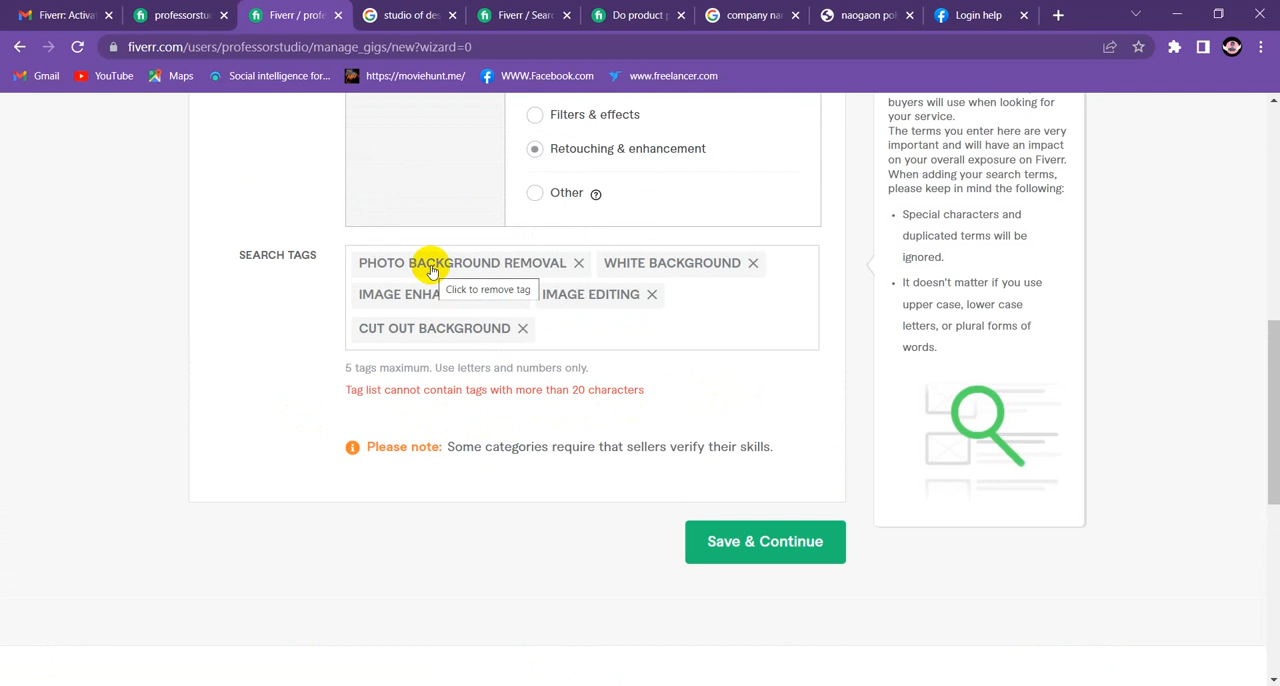 Fiverr: Activat
professorstu
Fiverr / profe
studio of des
Fiverr / Sear
Do product p
company na
naogaon pol
Login help
fiverr.com/users/professorstudio/manage_gigs/new?wizard=0
Gmail
YouTube
Maps
Social intelligence for...
https://moviehunt.me/
WWW.Facebook.com
www.freelancer.com
Filters & effects
Retouching & enhancement
Other
SEARCH TAGS
PHOTO BACKGROUND REMOVAL
WHITE BACKGROUND
Click to remove tag
IMAGE ENHA
IMAGE EDITING
CUT OUT BACKGROUND
5 tags maximum. Use letters and numbers only.
Tag list cannot contain tags with more than 20 characters
Please note: Some categories require that sellers verify their skills.
Save & Continue
buyers will use when looking for
your service.
The terms you enter here are very
important and will have an impact
on your overall exposure on Fiverr.
When adding your search terms,
please keep in mind the following:
• Special characters and
duplicated terms will be
ignored.
• It doesn't matter if you use
upper case, lower case
letters, or plural forms of
words.